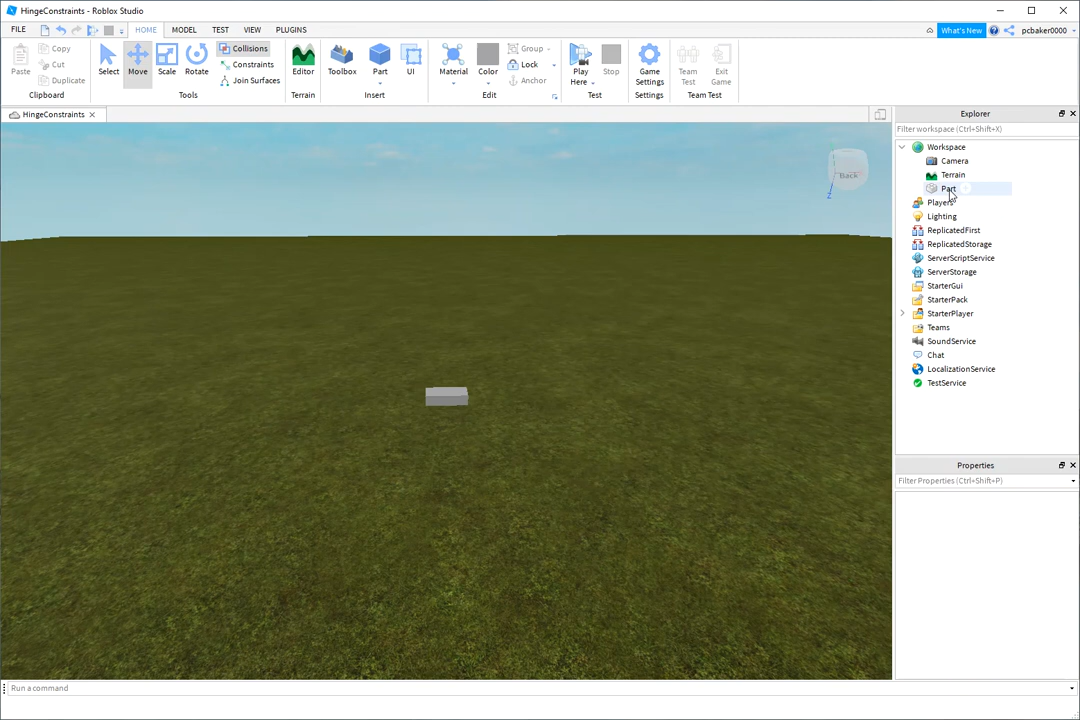 HingeConstraints - Roblox Studio
FILE HOME MODEL TEST VIEW PLUGINS What's New pcbaker0000
Paste Copy Cut Duplicate Clipboard
Select Move Scale Rotate Collisions Constraints Join Surfaces Tools
Editor Terrain
Toolbox Part UI Insert
Material Color Group Lock Anchor Edit
Play Here Stop Test
Game Settings Settings
Team Test Exit Game Team Test
HingeConstraints
Back
Z
Explorer
Filter workspace (Ctrl+Shift+X)
Workspace
Camera
Terrain
Part
Players
Lighting
ReplicatedFirst
ReplicatedStorage
ServerScriptService
ServerStorage
StarterGui
StarterPack
StarterPlayer
Teams
SoundService
Chat
LocalizationService
TestService
Properties
Filter Properties (Ctrl+Shift+P)
Run a command